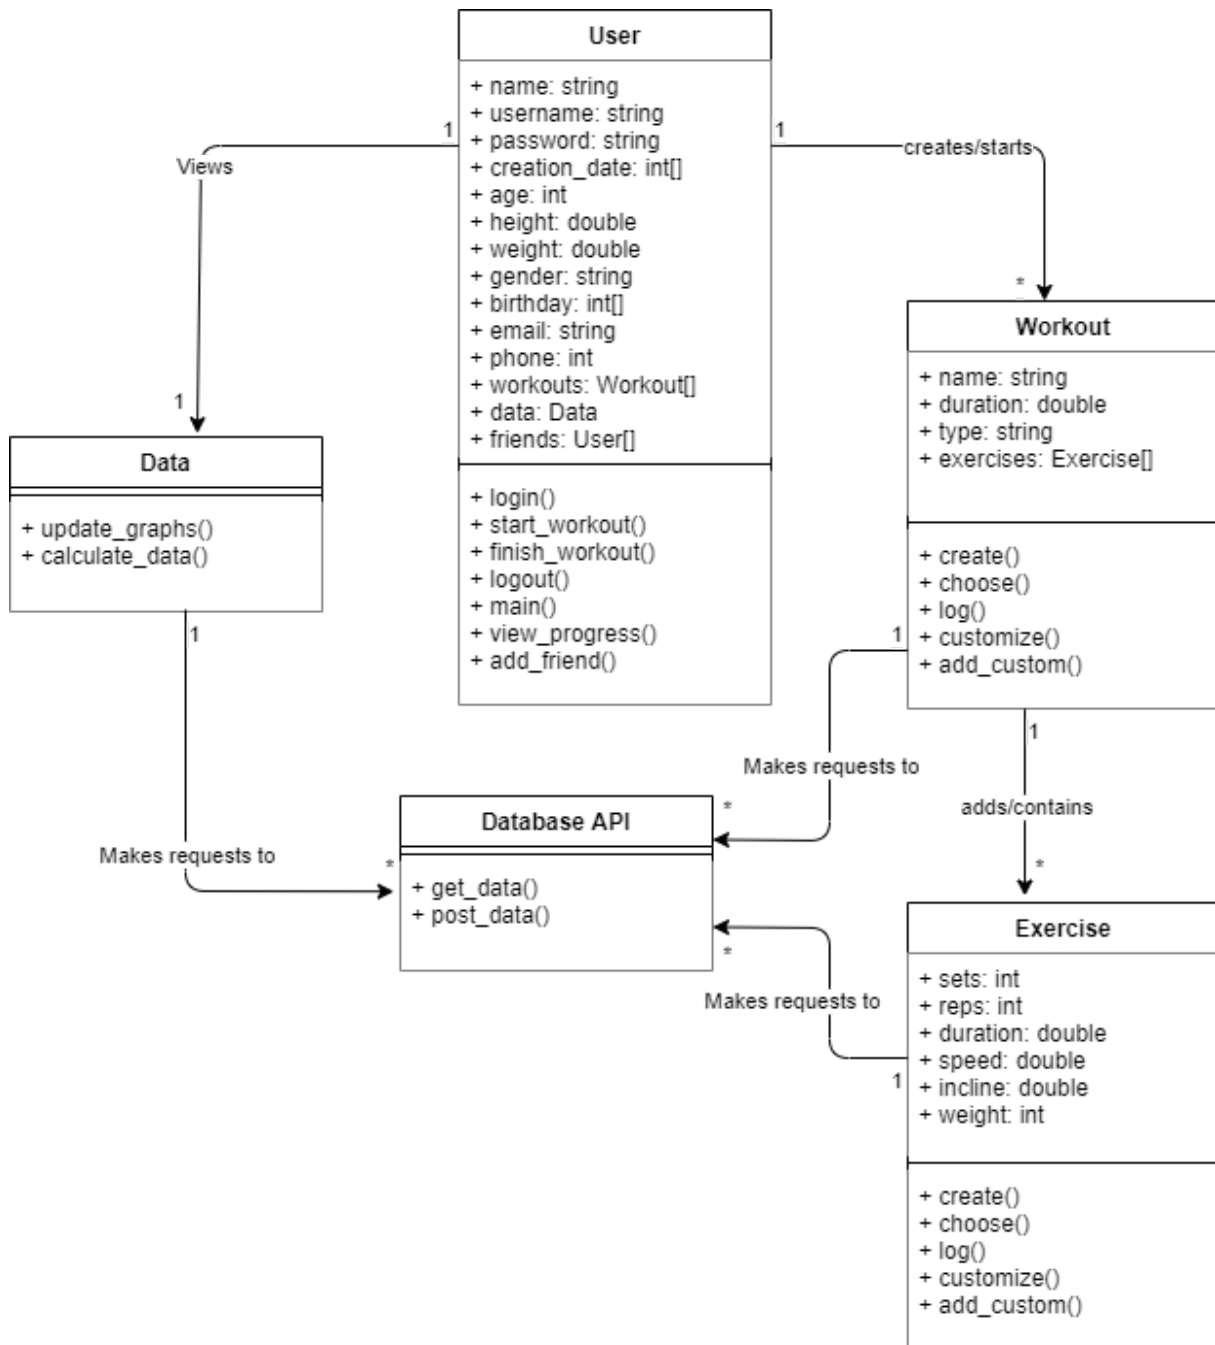 User
+ name: string
+ username: string
+ password: string
+ creation_date: int[]
+ age: int
+ height: double
+ weight: double
+ gender: string
+ birthday: int[]
+ email: string
+ phone: int
+ workouts: Workout[]
+ data: Data
+ friends: User[]
+ login()
+ start_workout()
+ finish_workout()
+ logout()
+ main()
+ view_progress()
+ add_friend()
1
Views
1
1
creates/starts
*
Data
+ update_graphs()
+ calculate_data()
1
Makes requests to
*
Workout
+ name: string
+ duration: double
+ type: string
+ exercises: Exercise[]
+ create()
+ choose()
+ log()
+ customize()
+ add_custom()
1
Makes requests to
*
1
adds/contains
*
Database API
+ get_data()
+ post_data()
*
Makes requests to
1
Exercise
+ sets: int
+ reps: int
+ duration: double
+ speed: double
+ incline: double
+ weight: int
+ create()
+ choose()
+ log()
+ customize()
+ add_custom()